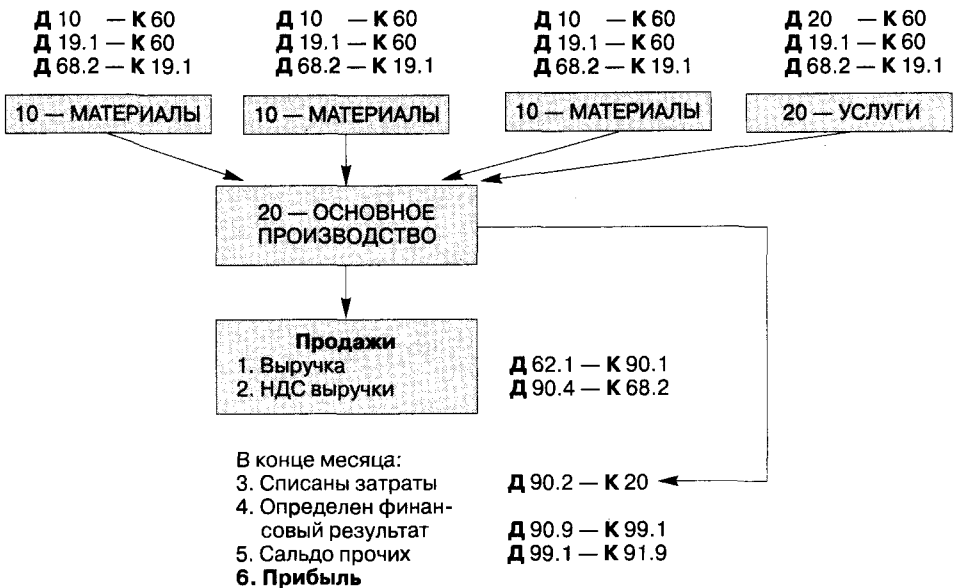 Д 10 — К 60 Д 10 — К 60 Д 10 — К 60 Д 20 — К 60
Д 19.1 — К 60 Д 19.1 — К 60 Д 19.1 — К 60 Д 19.1 — К 60
Д 68.2 — К 19.1 Д 68.2 — К 19.1 Д 68.2 — К 19.1 Д 68.2 — К 19.1
10 — МАТЕРИАЛЫ 10 — МАТЕРИАЛЫ 10 — МАТЕРИАЛЫ 20 — УСЛУГИ
20 — ОСНОВНОЕ
ПРОИЗВОДСТВО
Продажи
1. Выручка Д 62.1 — К 90.1
2. НДС выручки Д 90.4 — К 68.2
В конце месяца:
3. Списаны затраты Д 90.2 — К 20
4. Определен финан-
совый результат Д 90.9 — К 99.1
5. Сальдо прочих Д 99.1 — К 91.9
6. Прибыль